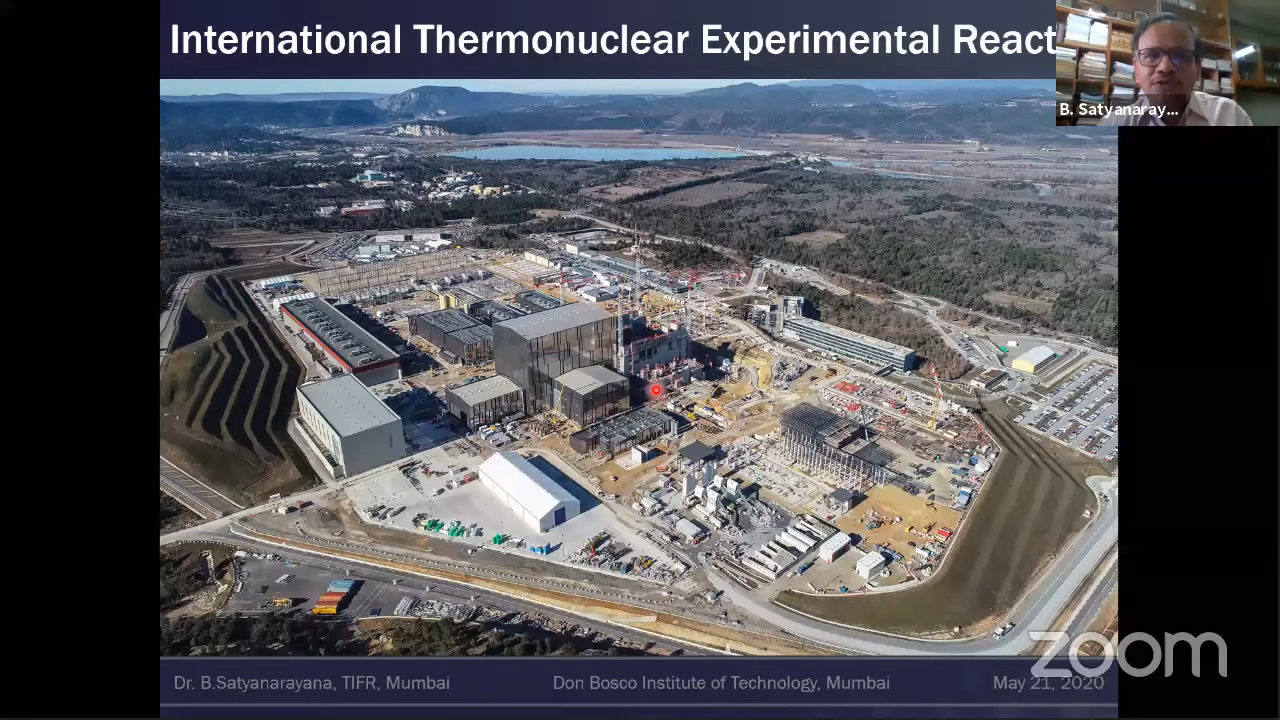 International Thermonuclear Experimental React
B. Satyanaray...
Dr. B.Satyanarayana, TIFR, Mumbai
Don Bosco Institute of Technology, Mumbai
May 21, 2020
zoom